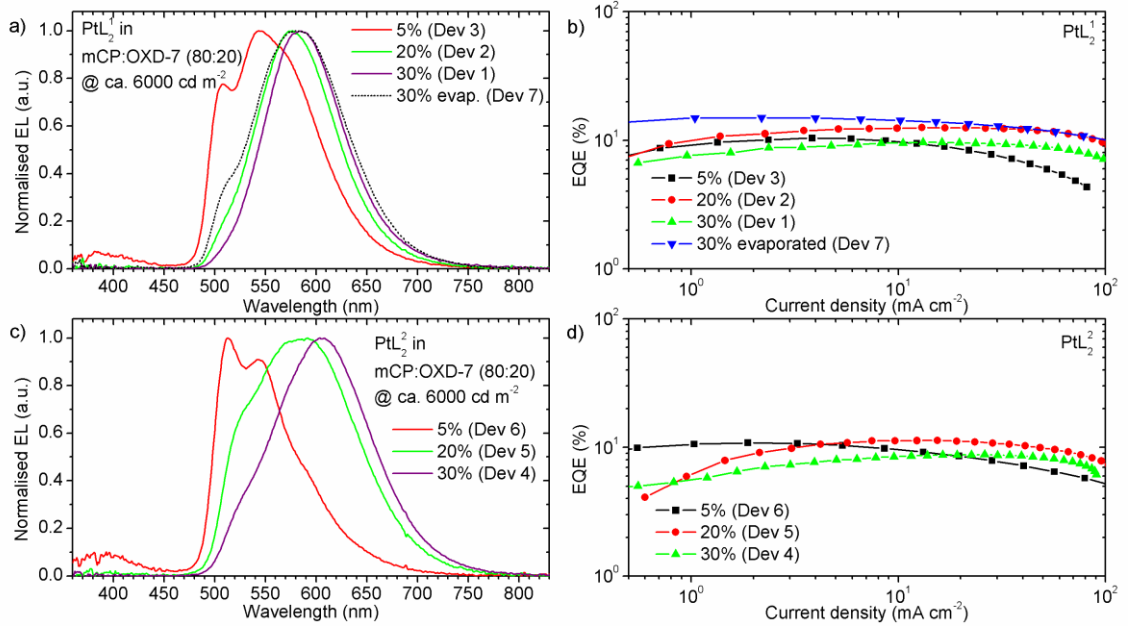 a)
PtL¹₂ in
mCP:OXD-7 (80:20)
@ ca. 6000 cd m⁻²
5% (Dev 3)
20% (Dev 2)
30% (Dev 1)
30% evap. (Dev 7)
Normalised EL (a.u.)
1.0
0.8
0.6
0.4
0.2
0.0
400 450 500 550 600 650 700 750 800
Wavelength (nm)
b)
PtL¹₂
EQE (%)
10²
10¹
10⁰
5% (Dev 3)
20% (Dev 2)
30% (Dev 1)
30% evaporated (Dev 7)
10⁰ 10¹ 10²
Current density (mA cm⁻²)
c)
PtL²₂ in
mCP:OXD-7 (80:20)
@ ca. 6000 cd m⁻²
5% (Dev 6)
20% (Dev 5)
30% (Dev 4)
Normalised EL (a.u.)
1.0
0.8
0.6
0.4
0.2
0.0
400 450 500 550 600 650 700 750 800
Wavelength (nm)
d)
PtL²₂
EQE (%)
10²
10¹
10⁰
5% (Dev 6)
20% (Dev 5)
30% (Dev 4)
10⁰ 10¹ 10²
Current density (mA cm⁻²)